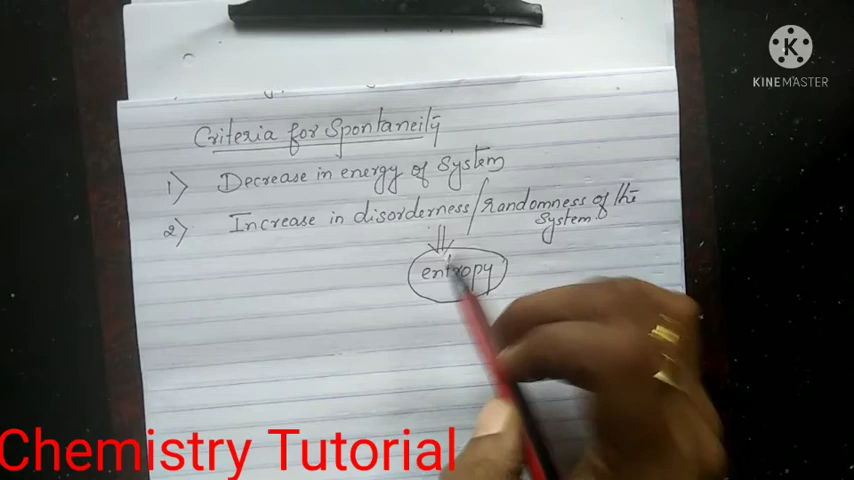 K
KINEMASTER
Criteria for Spontaneity
1) Decrease in energy of System
2) Increase in disorderness/randomness of the
System
entropy
Chemistry Tutorial